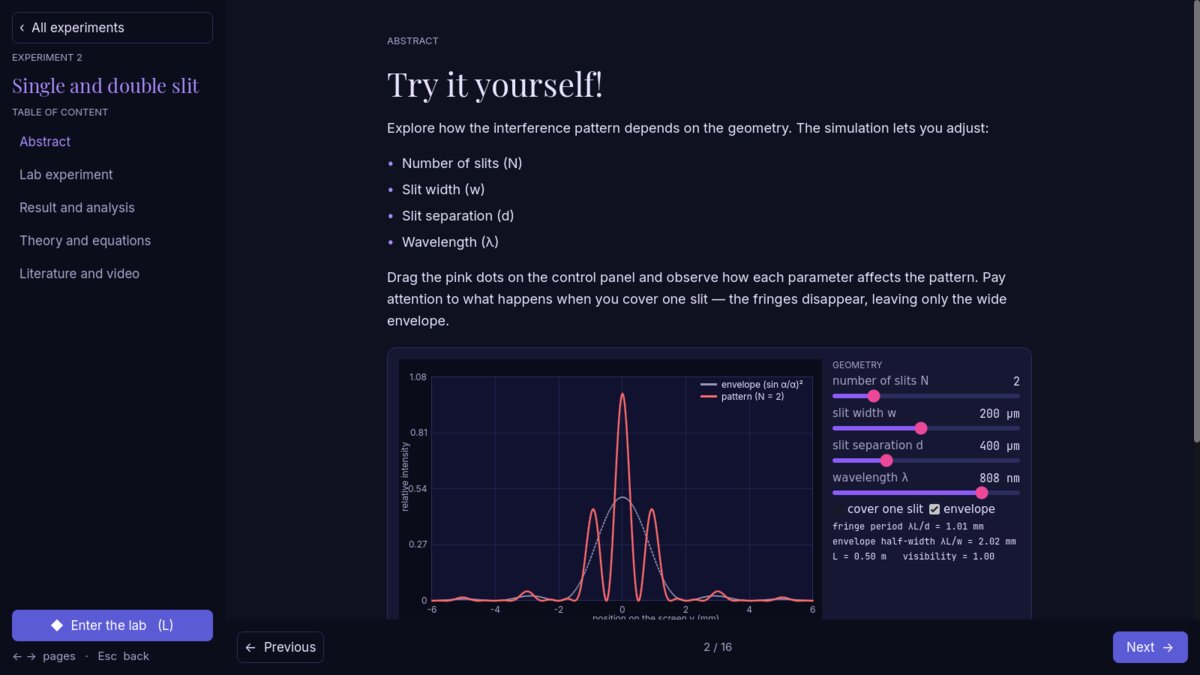 ‹ All experiments
EXPERIMENT 2
Single and double slit
TABLE OF CONTENT
Abstract
Lab experiment
Result and analysis
Theory and equations
Literature and video
◆ Enter the lab (L)
← → pages · Esc back
ABSTRACT
Try it yourself!
Explore how the interference pattern depends on the geometry. The simulation lets you adjust:
• Number of slits (N)
• Slit width (w)
• Slit separation (d)
• Wavelength (λ)
Drag the pink dots on the control panel and observe how each parameter affects the pattern. Pay
attention to what happens when you cover one slit — the fringes disappear, leaving only the wide
envelope.
relative intensity
1.08
0.81
0.54
0.27
0
-6 -4 -2 0 2 4 6
position on the screen y (mm)
envelope (sin α/α)²
pattern (N = 2)
GEOMETRY
number of slits N 2
slit width w 200 µm
slit separation d 400 µm
wavelength λ 808 nm
cover one slit envelope
fringe period λL/d = 1.01 mm
envelope half-width λL/w = 2.02 mm
L = 0.50 m visibility = 1.00
← Previous
2 / 16
Next →